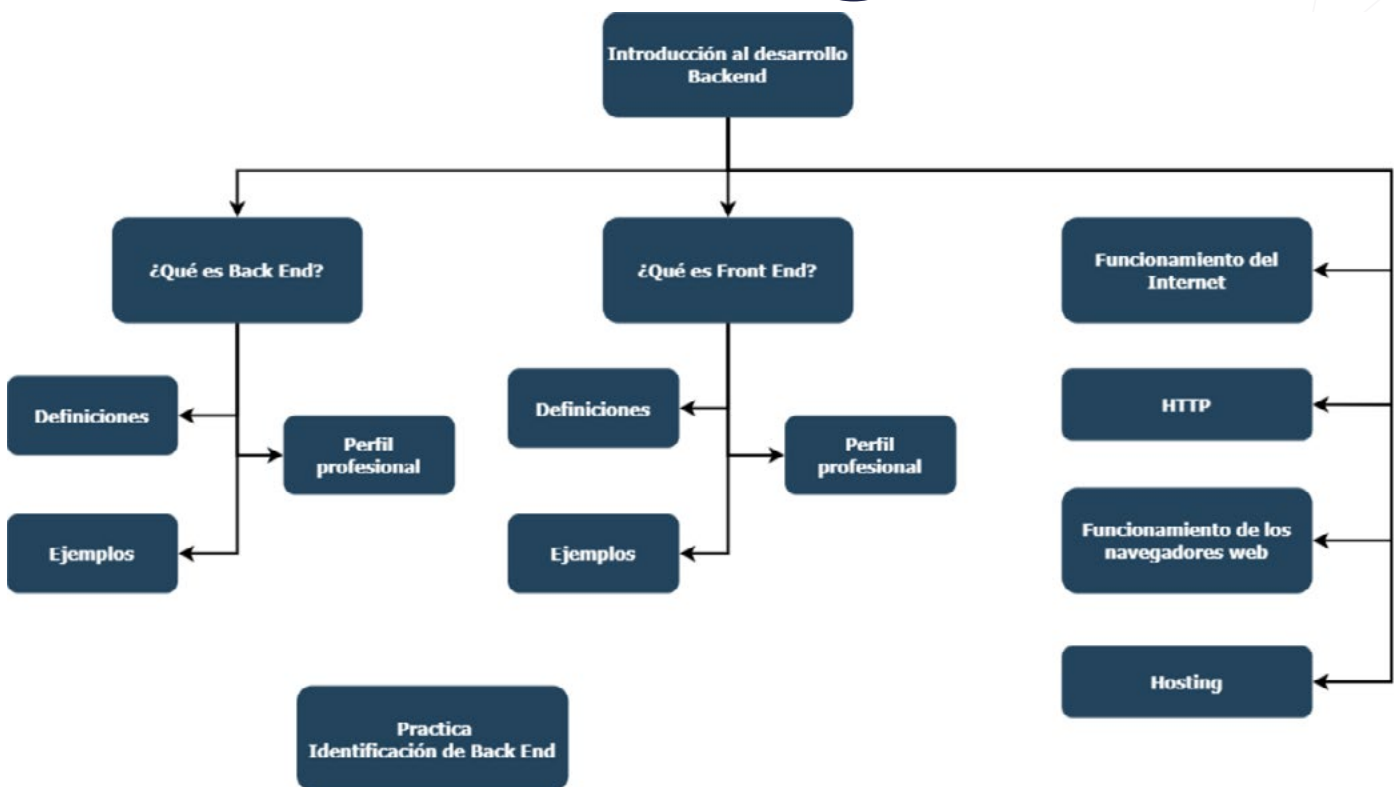 Introducción al desarrollo
Backend
¿Qué es Back End?
Definiciones
Perfil
profesional
Ejemplos
¿Qué es Front End?
Definiciones
Perfil
profesional
Ejemplos
Funcionamiento del
Internet
HTTP
Funcionamiento de los
navegadores web
Hosting
Practica
Identificación de Back End